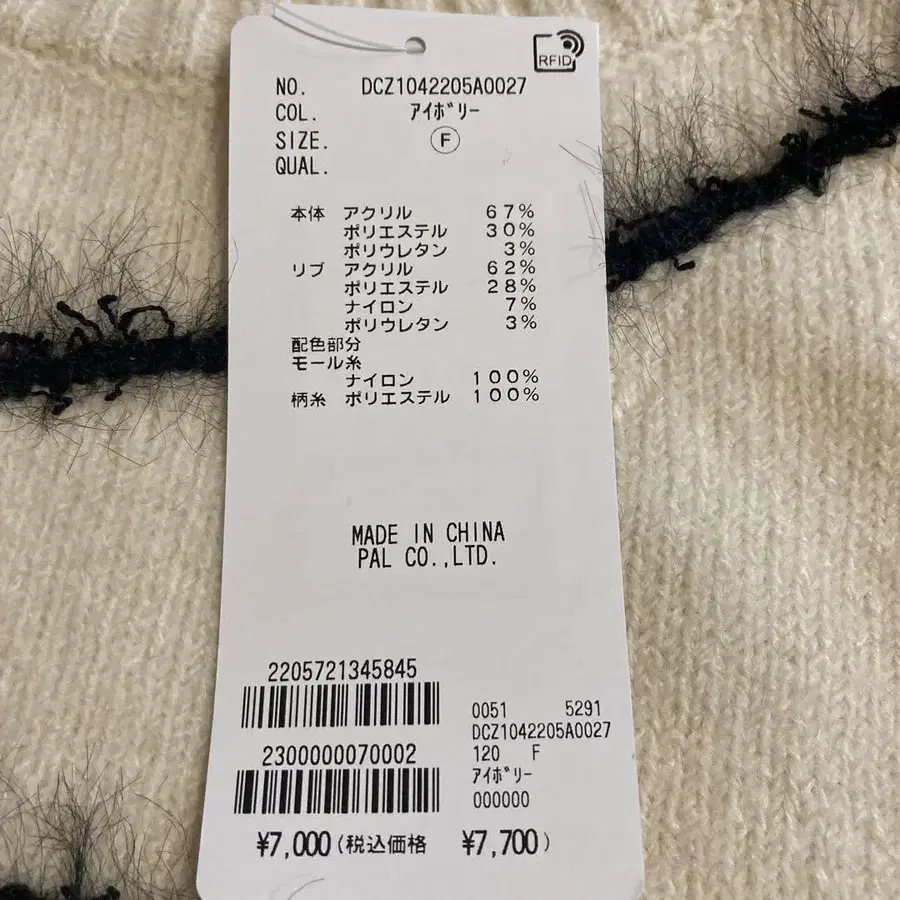 RFID
NO. DCZ1042205A0027
COL. アイボリー
SIZE. F
QUAL.
本体 アクリル 67%
ポリエステル 30%
ポリウレタン 3%
リブ アクリル 62%
ポリエステル 28%
ナイロン 7%
ポリウレタン 3%
配色部分
モール糸
ナイロン 100%
柄糸 ポリエステル 100%
MADE IN CHINA
PAL CO.,LTD.
2205721345845
2300000070002
0051 5291
DCZ1042205A0027
120 F
アイボリー
000000
¥7,000(税込価格 ¥7,700)